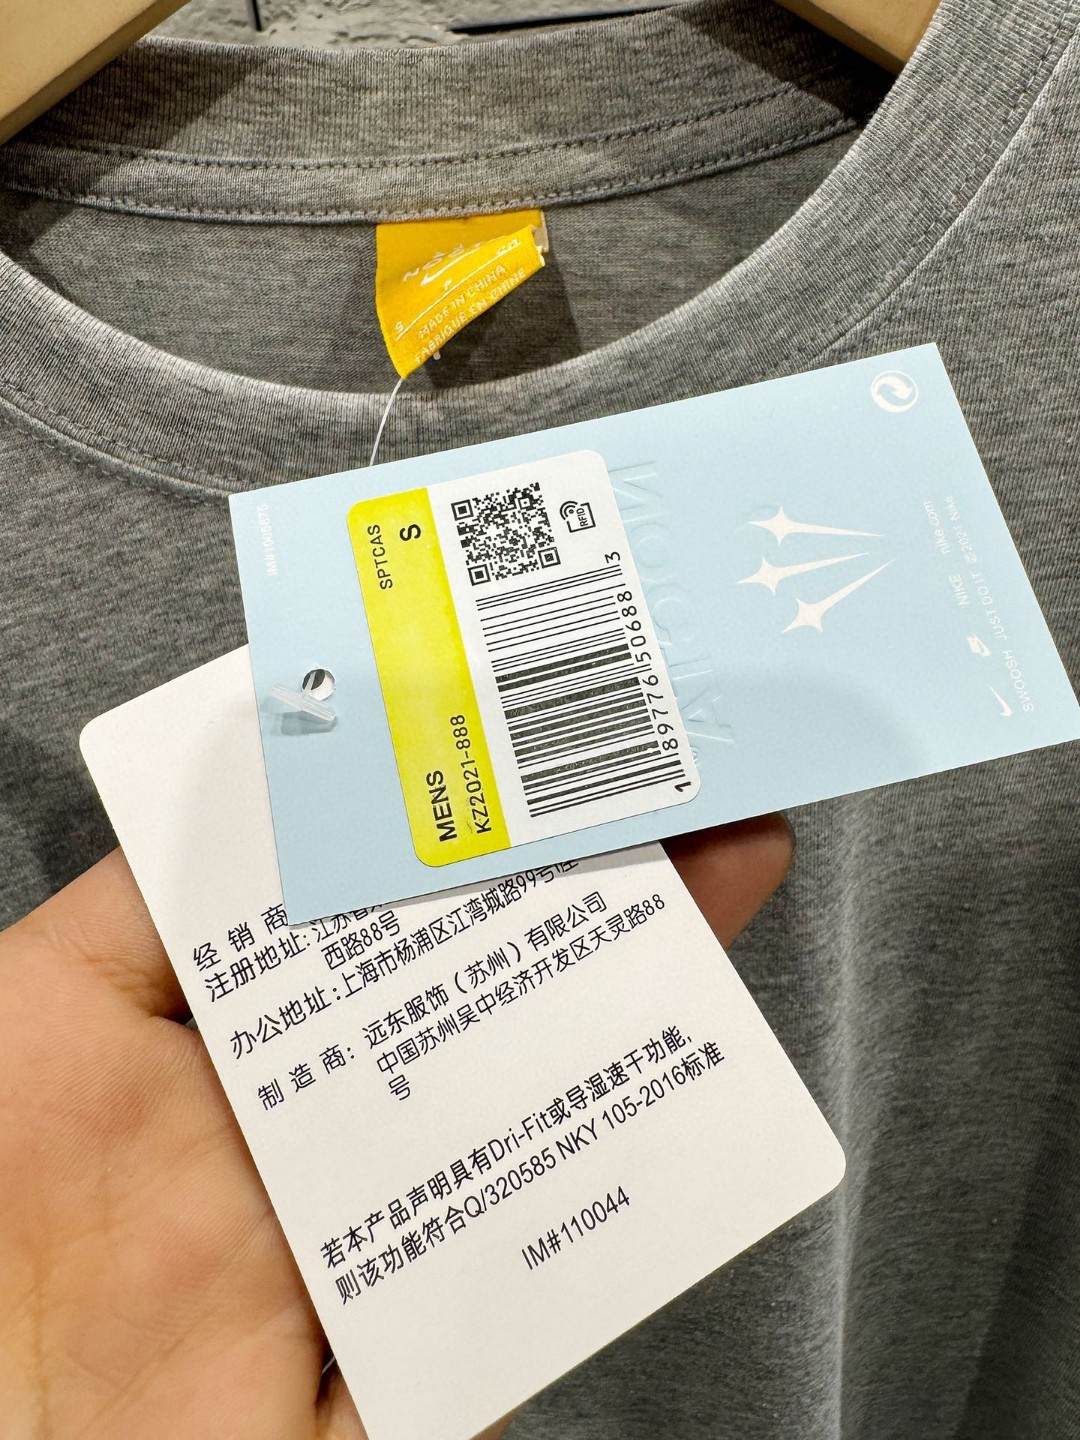 MADE IN CHINA
FABRIQUE EN CHINE
S
SPTCAS
S
MENS
KZ2021-888
RFID
1 89776 50688 3
NOCTA
nike.com
NIKE
©2021 NIKE
SWOOSH JUST DO IT
经 销 商
注册地址:江苏省
西路88号
办公地址:上海市杨浦区江湾城路99号
制 造 商: 远东服饰（苏州）有限公司
中国苏州吴中经济开发区天灵路88
号
若本产品声明具有Dri-Fit或导湿速干功能,
则该功能符合Q/320585 NKY 105-2016标准
IM#110044